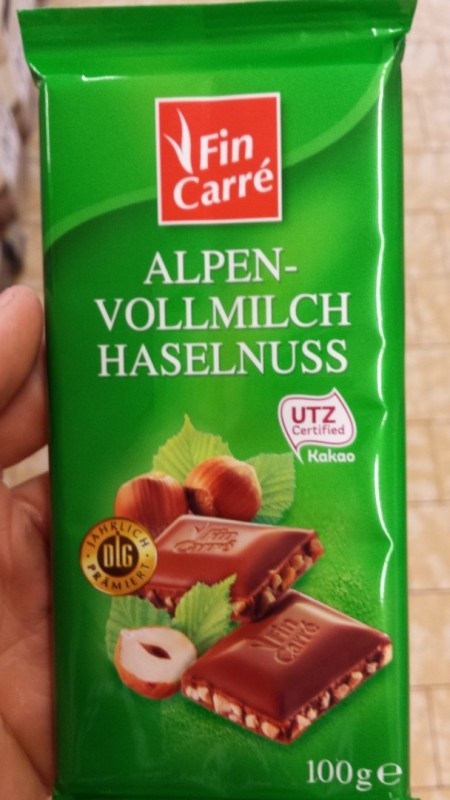 Fin
Carré
ALPEN-
VOLLMILCH
HASELNUSS
UTZ
Certified
Kakao
JÄHRLICH
DLG
PRÄMIERT
Fin Carré
Fin
Carré
100g e